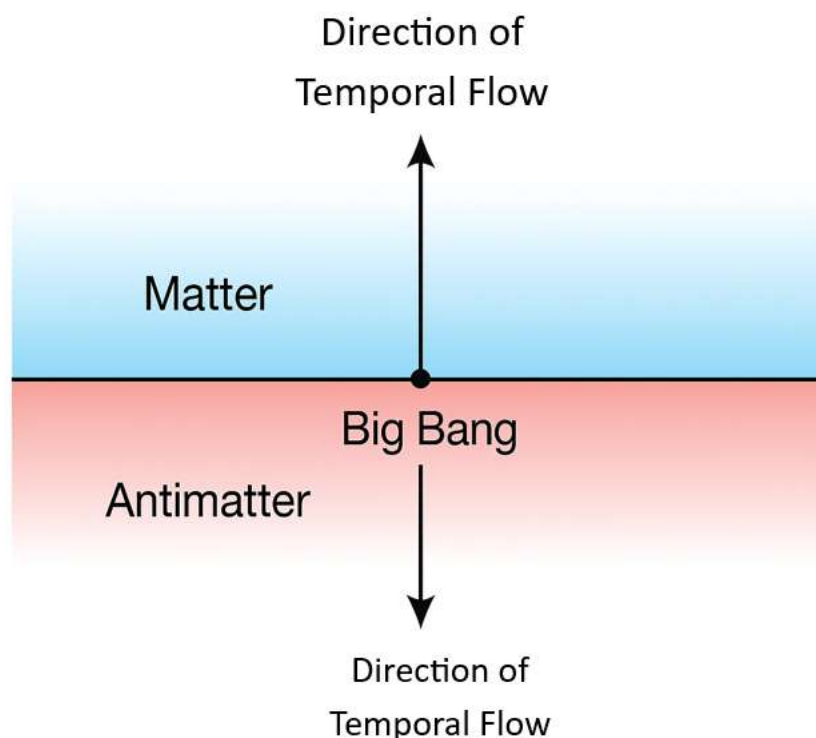 Direction of
Temporal Flow
Matter
Big Bang
Antimatter
Direction of
Temporal Flow